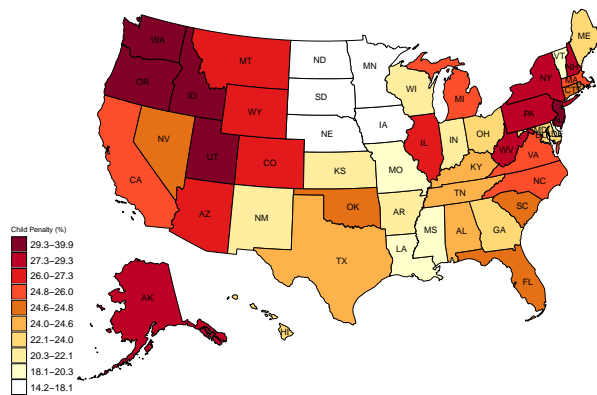 WA
MT
ND
MN
ME
VT
NH
OR
ID
SD
WI
NY
MA
CT
WY
MI
IA
NE
PA
NV
UT
CO
IL
IN
OH
WV
VA
CA
KS
MO
KY
NC
AZ
NM
OK
AR
TN
SC
TX
LA
MS
AL
GA
FL
AK
HI
Child Penalty (%)
29.3–39.9
27.3–29.3
26.0–27.3
24.8–26.0
24.6–24.8
24.0–24.6
22.1–24.0
20.3–22.1
18.1–20.3
14.2–18.1